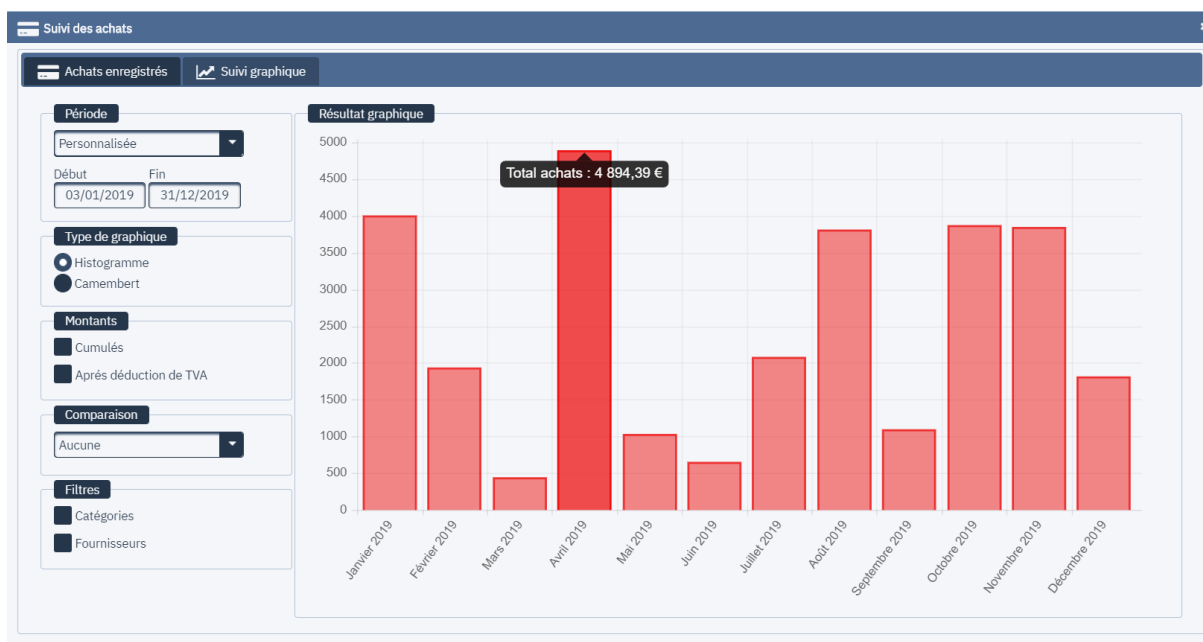 Suivi des achats
Achats enregistrés
Suivi graphique
Période
Personnalisée
Début Fin
03/01/2019 31/12/2019
Type de graphique
Histogramme
Camembert
Montants
Cumulés
Aprés déduction de TVA
Comparaison
Aucune
Filtres
Catégories
Fournisseurs
Résultat graphique
5000
4500
4000
3500
3000
2500
2000
1500
1000
500
0
Total achats : 4 894,39 €
Janvier 2019
Février 2019
Mars 2019
Avril 2019
Mai 2019
Juin 2019
Juillet 2019
Août 2019
Septembre 2019
Octobre 2019
Novembre 2019
Décembre 2019